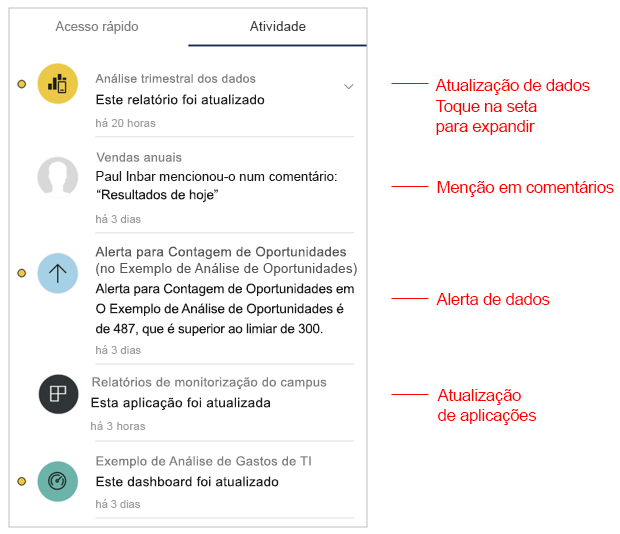 Acesso rápido
Atividade
Análise trimestral dos dados
Este relatório foi atualizado
há 20 horas
Atualização de dados
Toque na seta
para expandir
Vendas anuais
Paul Inbar mencionou-o num comentário:
“Resultados de hoje”
há 3 dias
Menção em comentários
Alerta para Contagem de Oportunidades
(no Exemplo de Análise de Oportunidades)
Alerta para Contagem de Oportunidades em
O Exemplo de Análise de Oportunidades é
de 487, que é superior ao limiar de 300.
há 3 dias
Alerta de dados
Relatórios de monitorização do campus
Esta aplicação foi atualizada
há 3 horas
Atualização
de aplicações
Exemplo de Análise de Gastos de TI
Este dashboard foi atualizado
há 3 dias